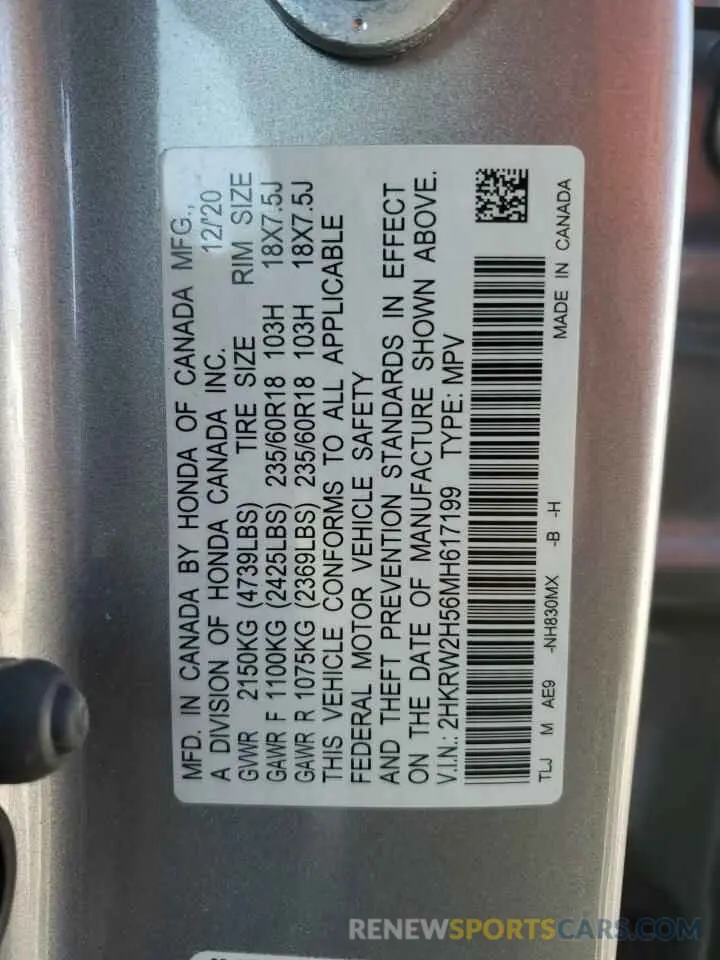 MFD. IN CANADA BY HONDA OF CANADA MFG.,
A DIVISION OF HONDA CANADA INC. 12/'20
GVWR 2150KG (4739LBS) TIRE SIZE RIM SIZE
GAWR F 1100KG (2425LBS) 235/60R18 103H 18X7.5J
GAWR R 1075KG (2369LBS) 235/60R18 103H 18X7.5J
THIS VEHICLE CONFORMS TO ALL APPLICABLE
FEDERAL MOTOR VEHICLE SAFETY
AND THEFT PREVENTION STANDARDS IN EFFECT
ON THE DATE OF MANUFACTURE SHOWN ABOVE.
V.I.N.: 2HKRW2H56MH617199 TYPE: MPV
TLJ M AE9 -NH830MX -B -H MADE IN CANADA
RENEWSPORTSCARS.COM